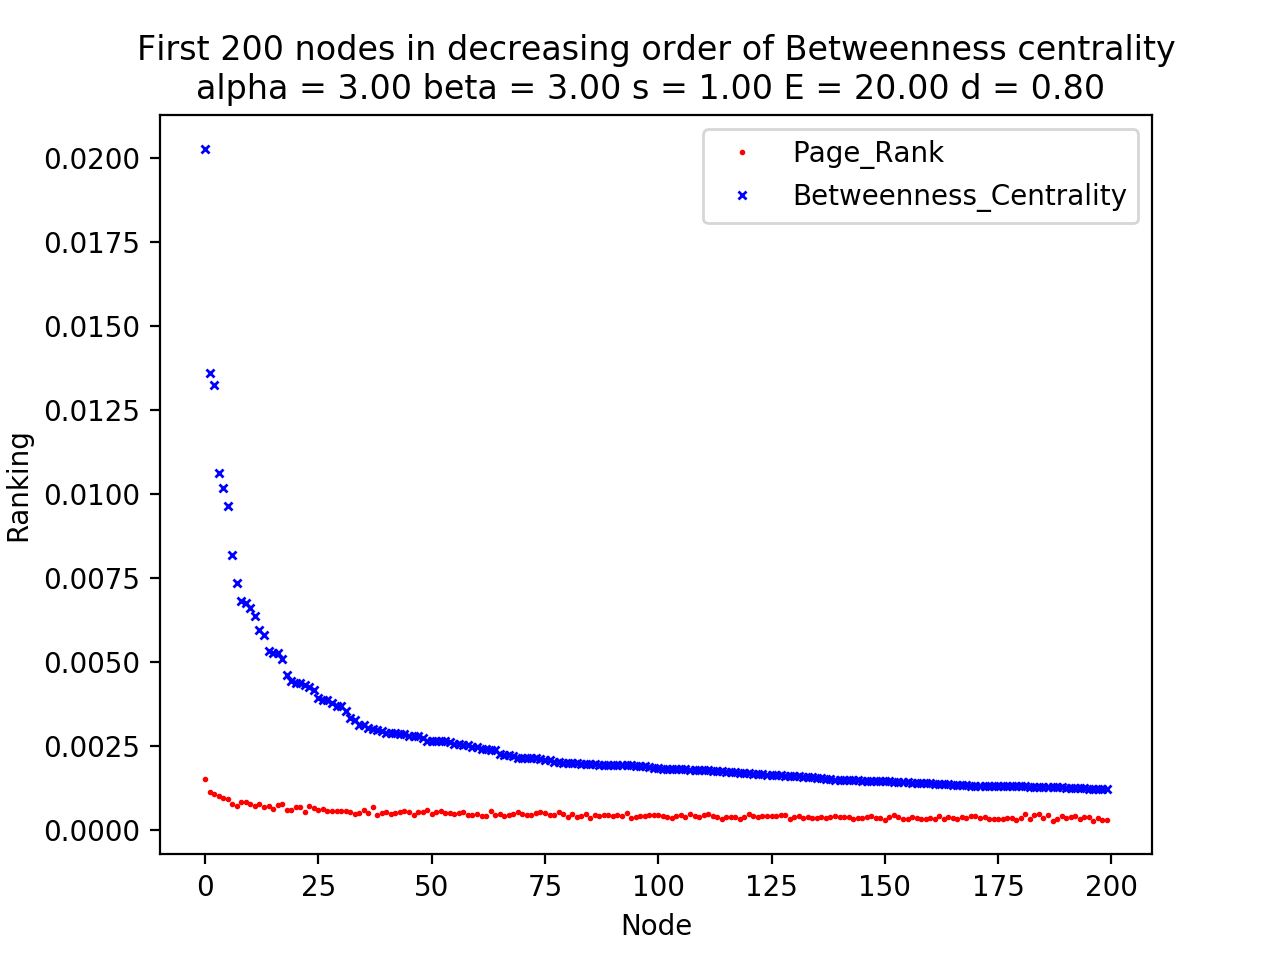 First 200 nodes in decreasing order of Betweenness centrality
alpha = 3.00 beta = 3.00 s = 1.00 E = 20.00 d = 0.80
Page_Rank
Betweenness_Centrality
0.0200
0.0175
0.0150
0.0125
0.0100
0.0075
0.0050
0.0025
0.0000
Ranking
0 25 50 75 100 125 150 175 200
Node